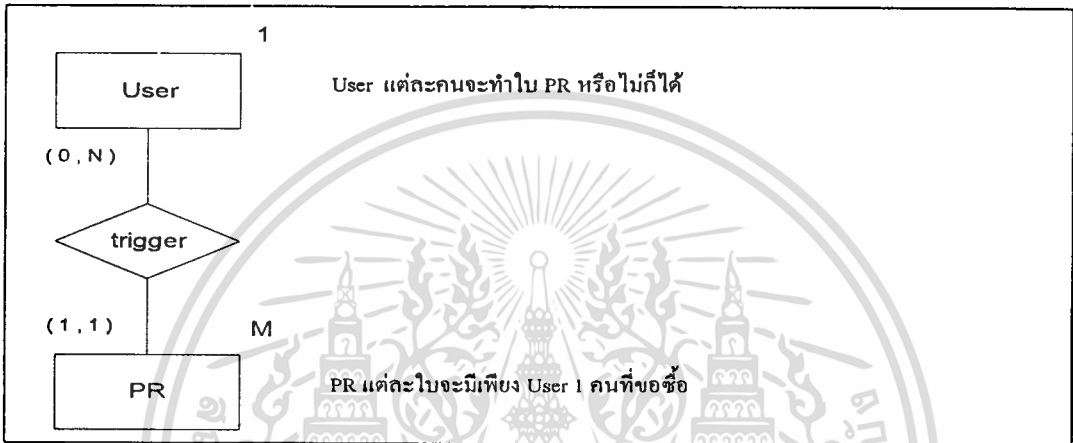 1
User
User แต่ละคนจะทำใบ PR หรือไม่ก็ได้
(0,N)
trigger
(1,1)
M
PR
PR แต่ละใบจะมีเพียง User 1 คนที่ขอซื้อ